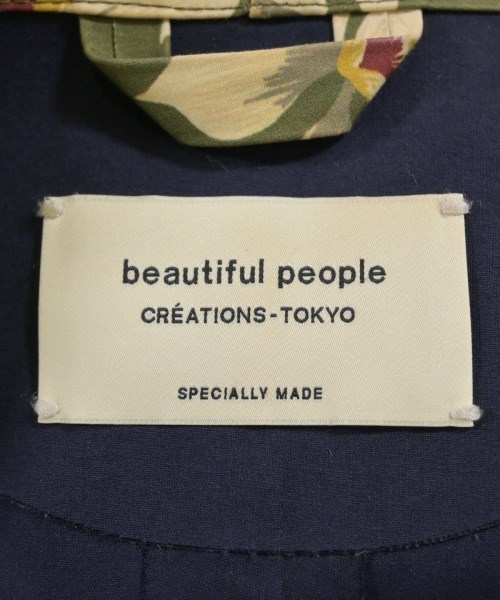 beautiful people
CRÉATIONS-TOKYO
SPECIALLY MADE